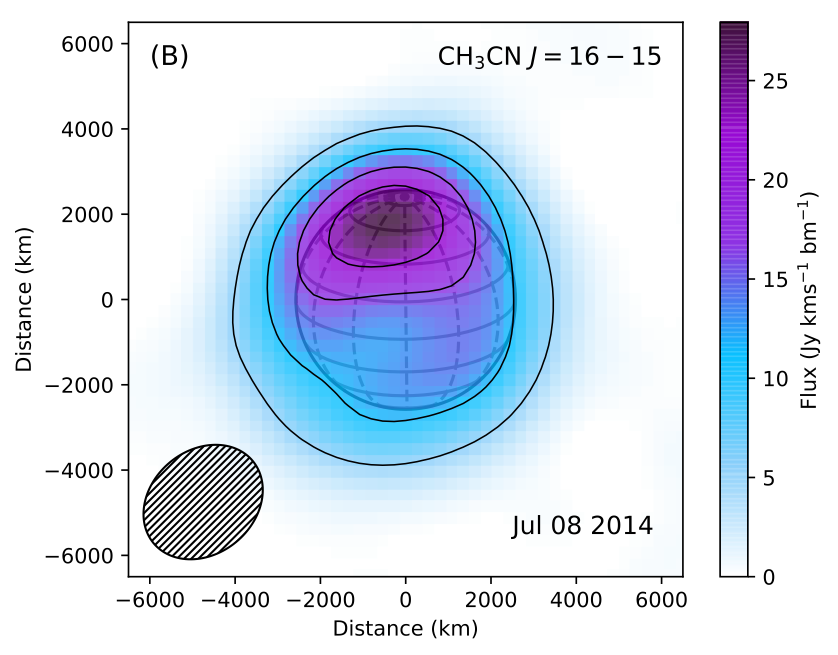 (B)
CH₃CN J = 16 − 15
Jul 08 2014
6000
4000
2000
0
−2000
−4000
−6000
Distance (km)
−6000 −4000 −2000 0 2000 4000 6000
Distance (km)
25
20
15
10
5
0
Flux (Jy kms⁻¹ bm⁻¹)